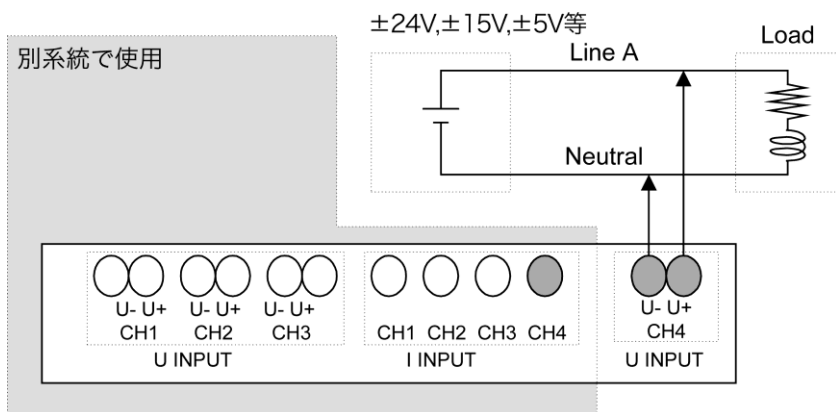 ±24V,±15V,±5V等
別系統で使用
Line A
Load
Neutral
U- U+
U- U+
U- U+
U- U+
CH1
CH2
CH3
CH1
CH2
CH3
CH4
CH4
U INPUT
I INPUT
U INPUT